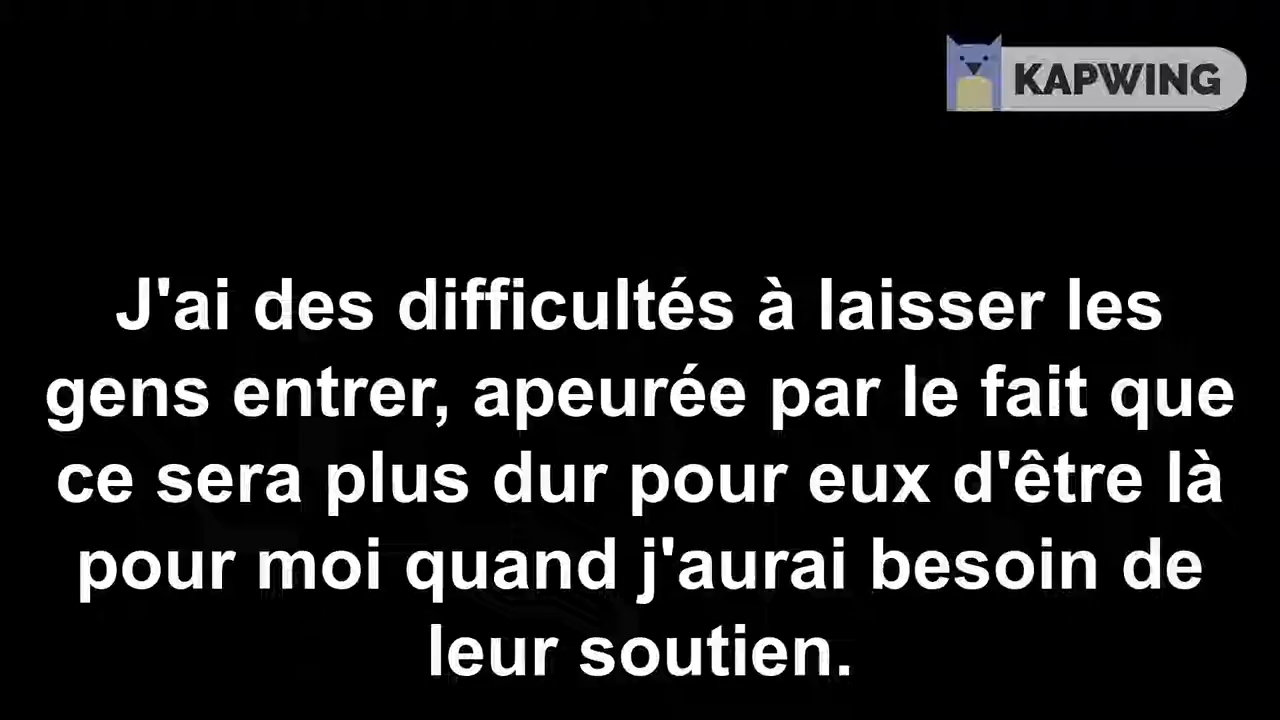 KAPWING
J'ai des difficultés à laisser les
gens entrer, apeurée par le fait que
ce sera plus dur pour eux d'être là
pour moi quand j'aurai besoin de
leur soutien.